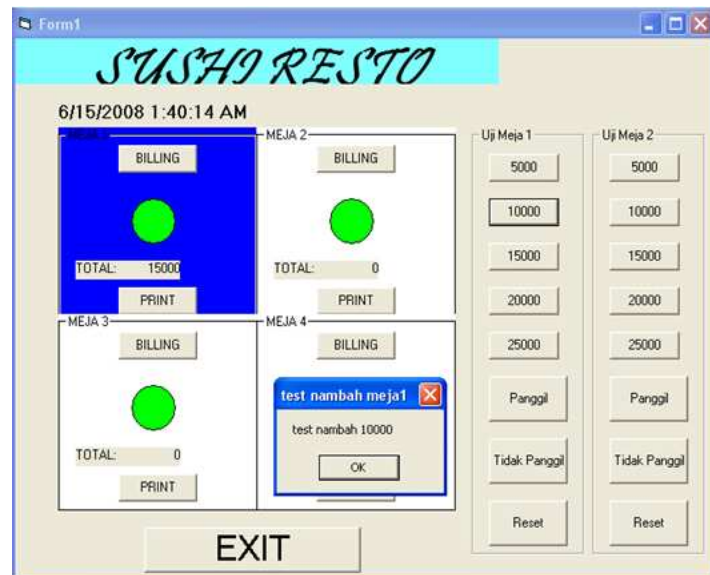 Form1
SUSHI RESTO
6/15/2008 1:40:14 AM
MEJA 1
BILLING
TOTAL: 15000
PRINT
MEJA 2
BILLING
TOTAL: 0
PRINT
MEJA 3
BILLING
TOTAL: 0
PRINT
MEJA 4
BILLING
test nambah meja1
test nambah 10000
OK
EXIT
Uji Meja 1
5000
10000
15000
20000
25000
Panggil
Tidak Panggil
Reset
Uji Meja 2
5000
10000
15000
20000
25000
Panggil
Tidak Panggil
Reset